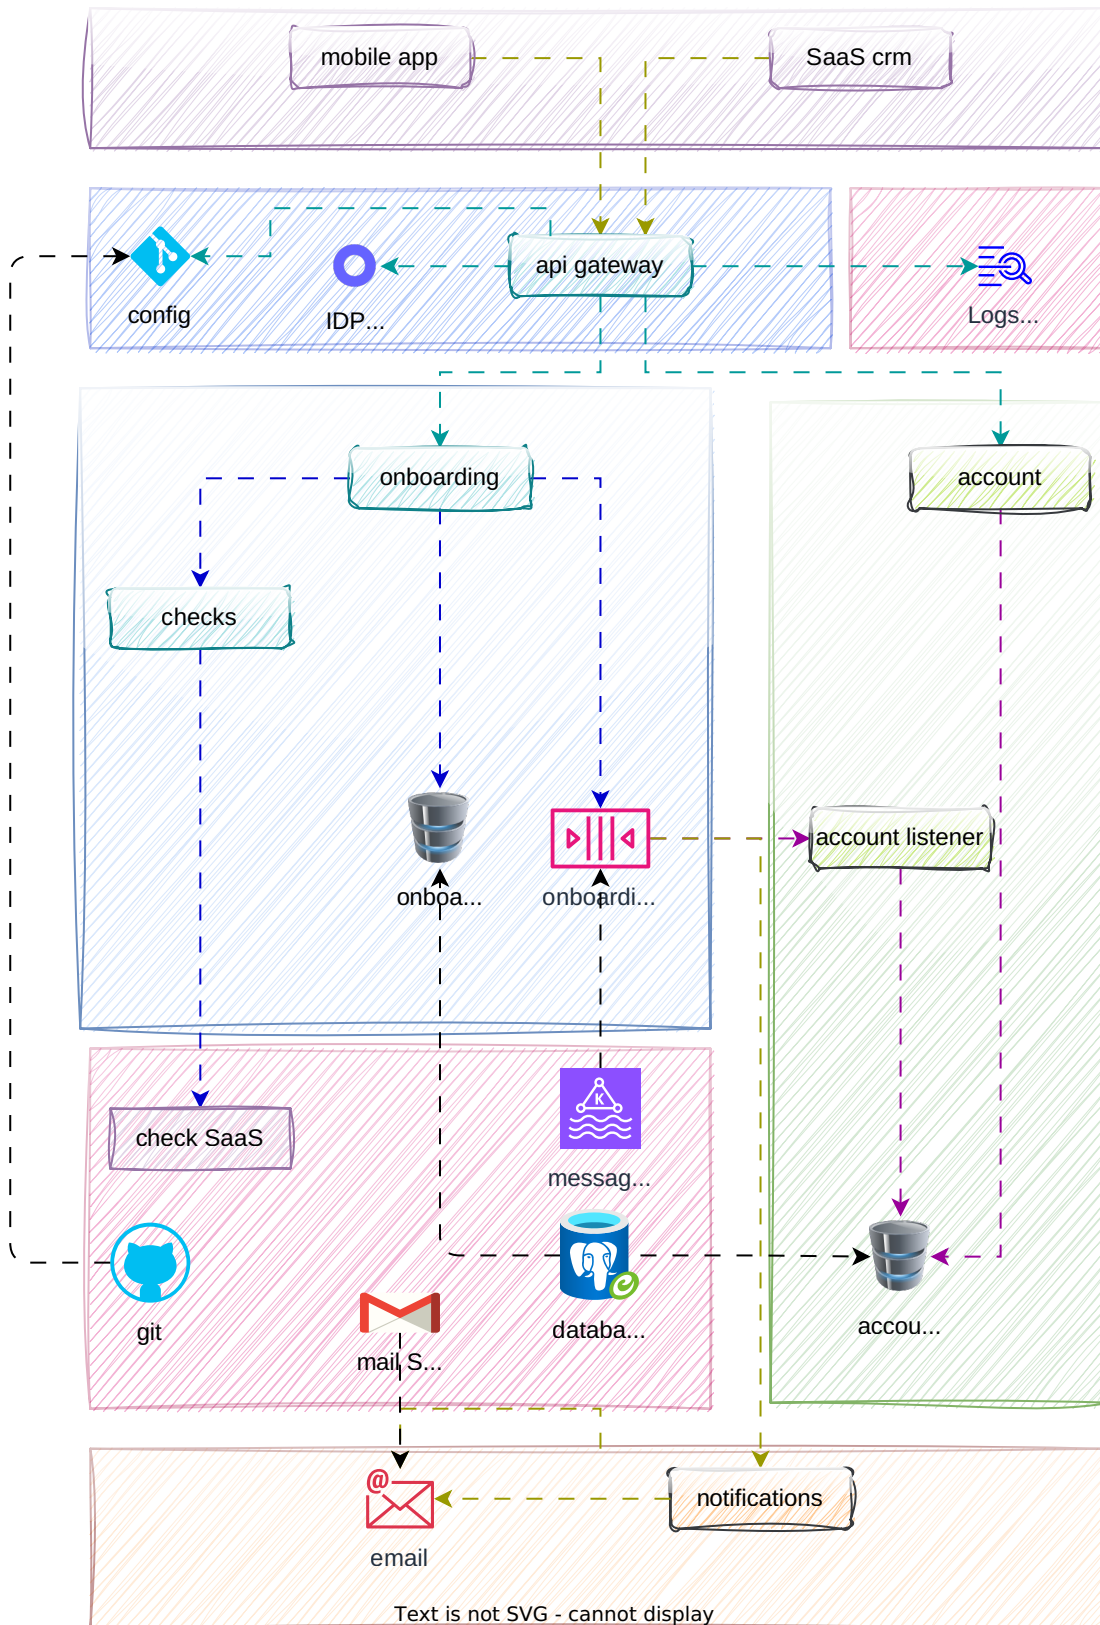 mobile app
SaaS crm
api gateway
config
IDP...
Logs...
onboarding
account
checks
account listener
onboa...
onboardi...
K
check SaaS
messag...
git
mail S...
databa...
accou...
@
notifications
email
Text is not SVG - cannot display